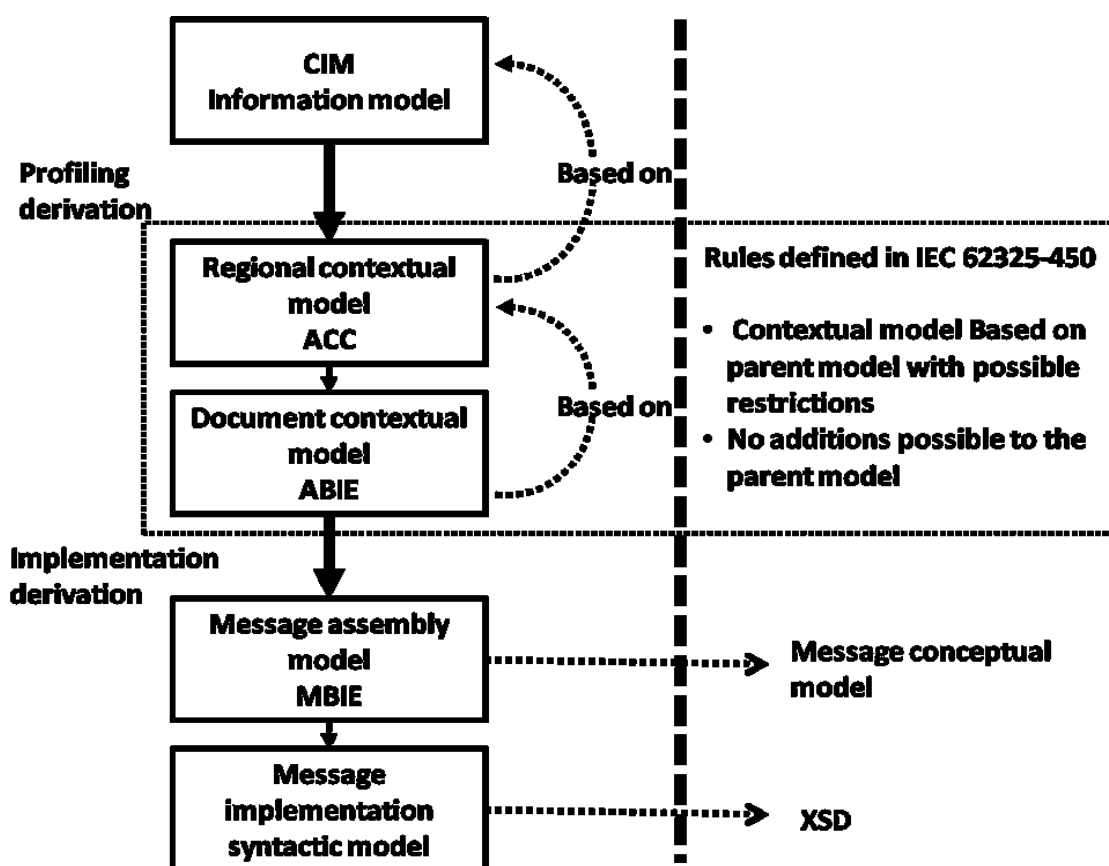 CIM
Information model
Profiling
derivation
Based on
Regional contextual
model
ACC
Rules defined in IEC 62325-450
• Contextual model Based on
parent model with possible
restrictions
• No additions possible to the
parent model
Document contextual
model
ABIE
Based on
Implementation
derivation
Message assembly
model
MBIE
Message conceptual
model
Message
implementation
syntactic model
XSD